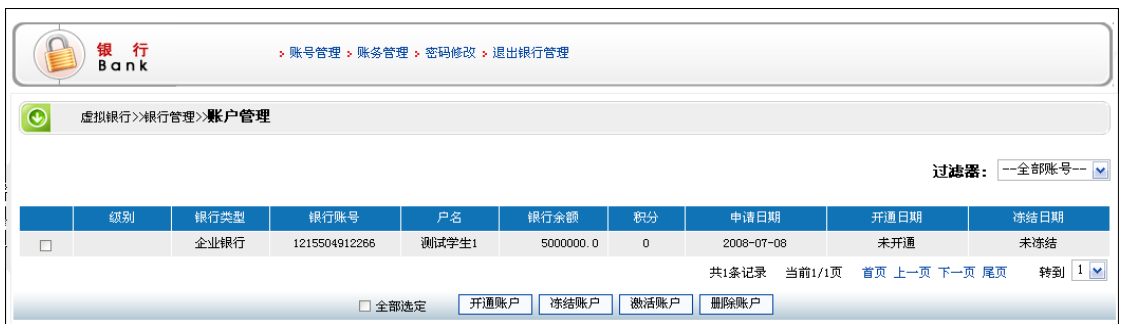 银 行
Bank
账号管理 账务管理 密码修改 退出银行管理
虚拟银行>>银行管理>>账户管理
过滤器: --全部账号--
级别 银行类型 银行账号 户名 银行余额 积分 申请日期 开通日期 冻结日期
企业银行 1215504912266 测试学生1 5000000.0 0 2008-07-08 未开通 未冻结
共1条记录 当前1/1页 首页 上一页 下一页 尾页 转到 1
全部选定 开通账户 冻结账户 激活账户 删除账户